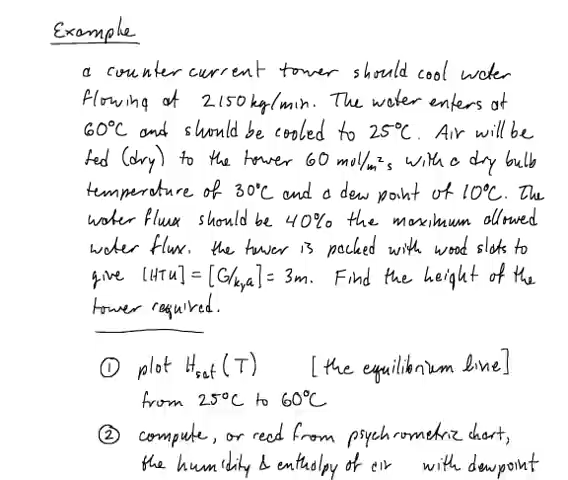 Example
a counter current tower should cool water
flowing at 2150 kg/min. The water enters at
60°C and should be cooled to 25°C. Air will be
fed (dry) to the tower 60 mol/m²s with a dry bulb
temperature of 30°C and a dew point of 10°C. The
water flux should be 40% the maximum allowed
water flux. the tower is packed with wood slats to
give [HTU] = [G/kya] = 3m. Find the height of the
tower required.
① plot Hsat(T) [the equilibrium line]
from 25°C to 60°C
② compute, or read from psychrometric chart,
the humidity & enthalpy of air with dewpoint